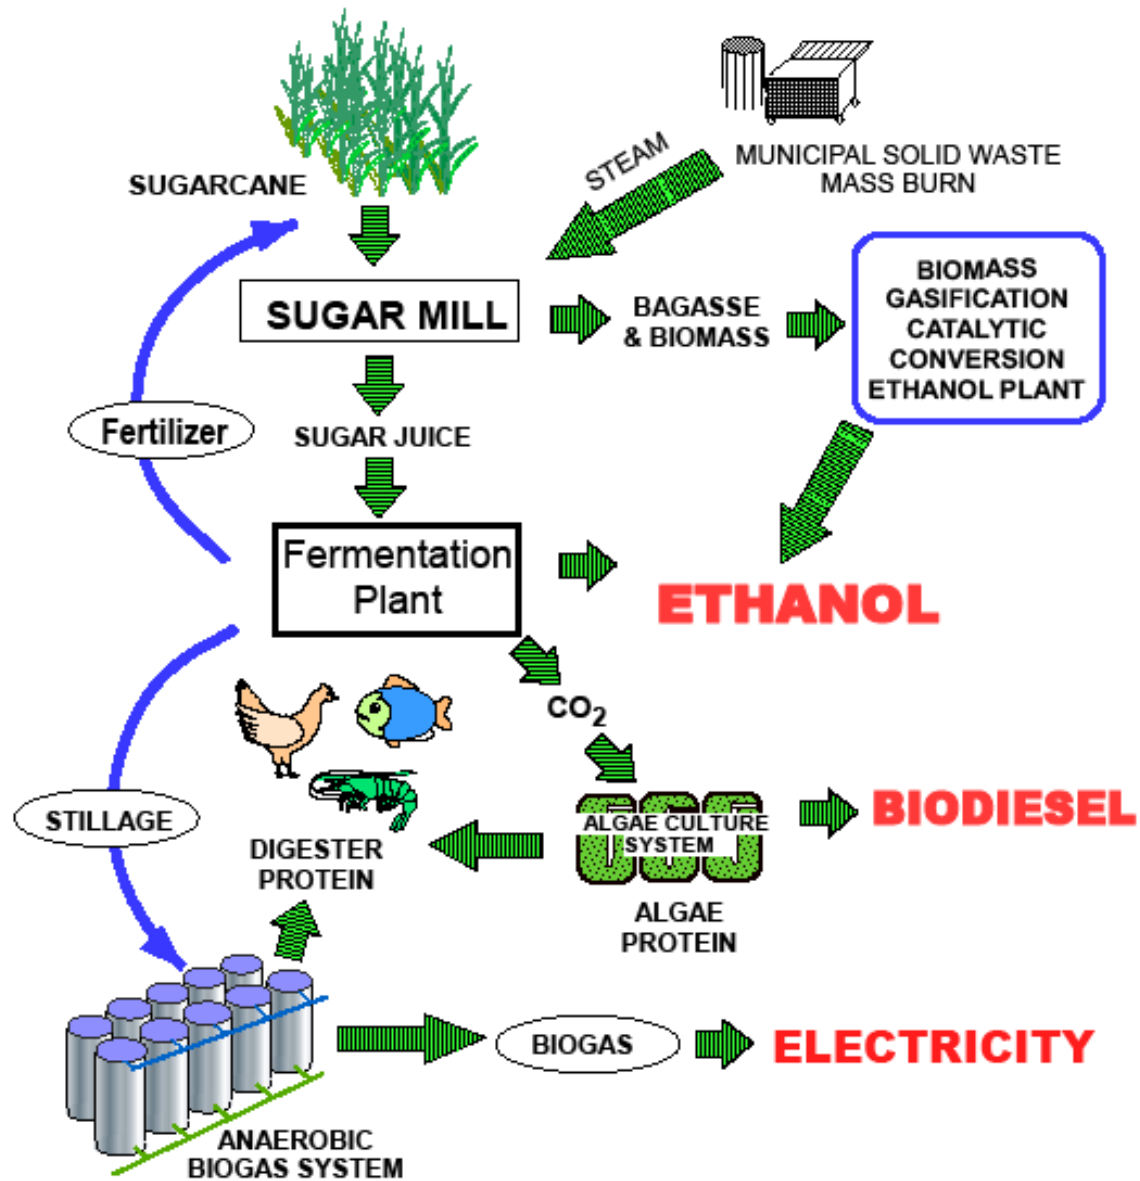 SUGARCANE
STEAM
MUNICIPAL SOLID WASTE
MASS BURN
SUGAR MILL
BAGASSE
& BIOMASS
BIOMASS
GASIFICATION
CATALYTIC
CONVERSION
ETHANOL PLANT
Fertilizer
SUGAR JUICE
Fermentation
Plant
ETHANOL
CO2
STILLAGE
DIGESTER
PROTEIN
ALGAE CULTURE
SYSTEM
BIODIESEL
ALGAE
PROTEIN
BIOGAS
ELECTRICITY
ANAEROBIC
BIOGAS SYSTEM